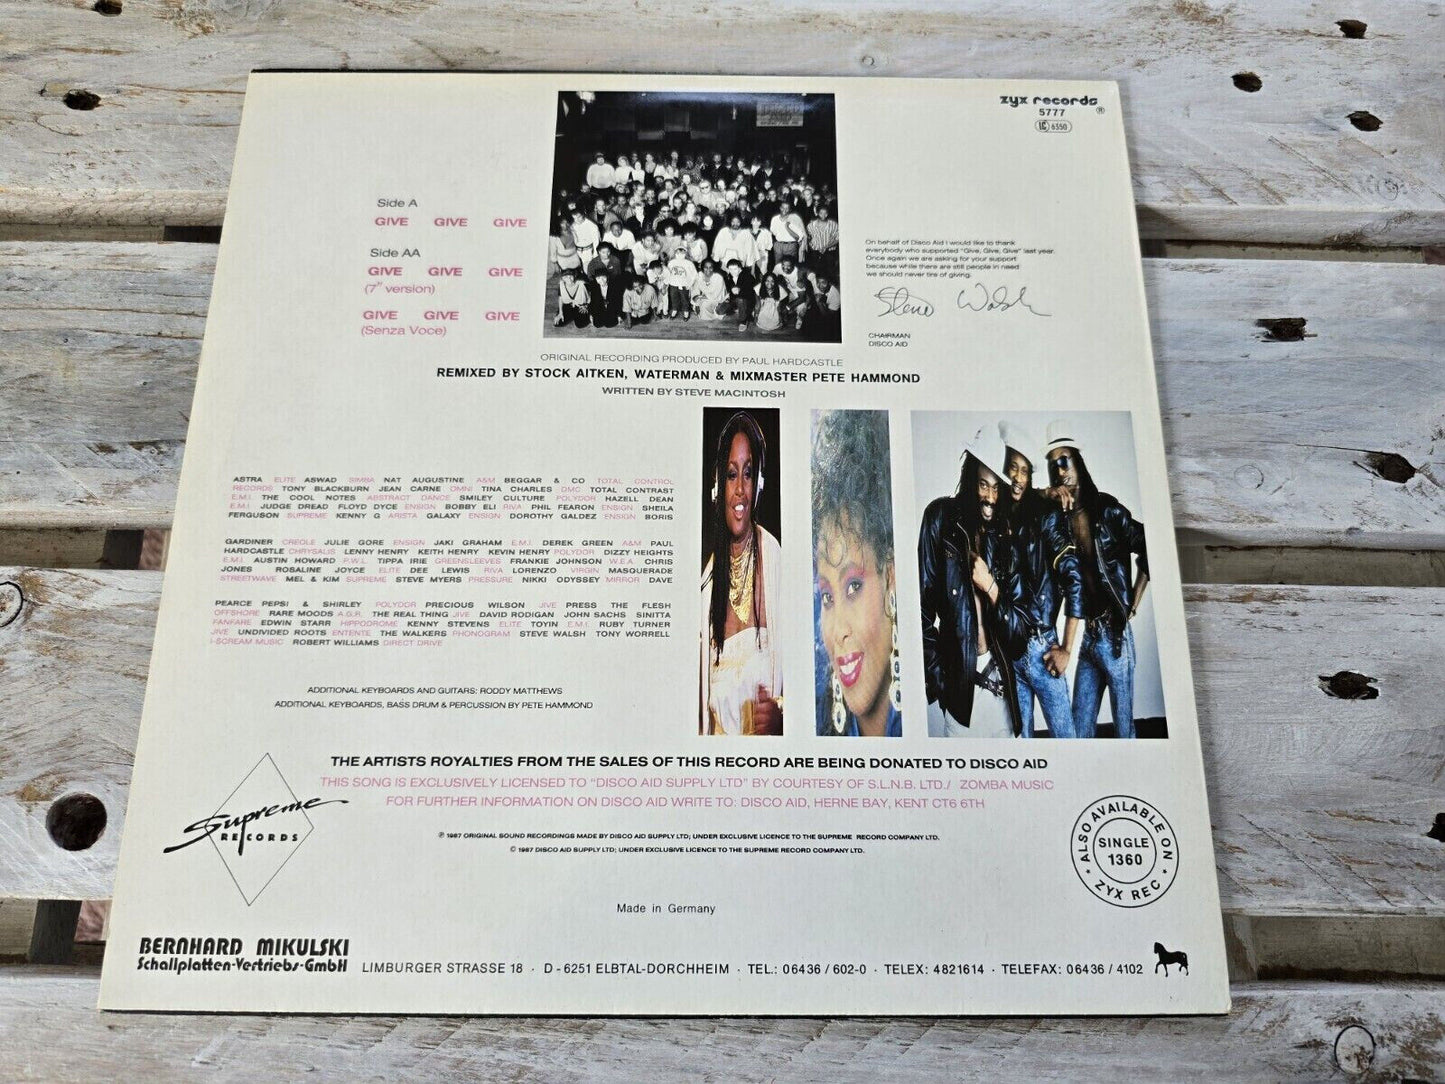 zyx records
5777
®
LC 6350
Side A
GIVE GIVE GIVE
Side AA
GIVE GIVE GIVE
(7" version)
GIVE GIVE GIVE
(Senza Voce)
On behalf of Disco Aid I would like to thank
everybody who supported "Give, Give, Give" last year.
Once again we are asking for your support
because while there are still people in need
we should never tire of giving.
Steve Walsh
CHAIRMAN
DISCO AID
ORIGINAL RECORDING PRODUCED BY PAUL HARDCASTLE
REMIXED BY STOCK AITKEN, WATERMAN & MIXMASTER PETE HAMMOND
WRITTEN BY STEVE MACINTOSH
ASTRA ELITE ASWAD SIMBA NAT AUGUSTINE A&M BEGGAR & CO TOTAL CONTROL
RECORDS TONY BLACKBURN JEAN CARNE OMNI TINA CHARLES DMC TOTAL CONTRAST
E.M.I. THE COOL NOTES ABSTRACT DANCE SMILEY CULTURE POLYDOR HAZELL DEAN
E.M.I. JUDGE DREAD FLOYD DYCE ENSIGN BOBBY ELI RIVA PHIL FEARON ENSIGN SHEILA
FERGUSON SUPREME KENNY G ARISTA GALAXY ENSIGN DOROTHY GALDEZ ENSIGN BORIS
GARDINER CREOLE JULIE GORE ENSIGN JAKI GRAHAM E.M.I. DEREK GREEN A&M PAUL
HARDCASTLE CHRYSALIS LENNY HENRY KEITH HENRY KEVIN HENRY POLYDOR DIZZY HEIGHTS
E.M.I. AUSTIN HOWARD P.W.L. TIPPA IRIE GREENSLEEVES FRANKIE JOHNSON W.E.A CHRIS
JONES ROSALINE JOYCE ELITE DEE LEWIS RIVA LORENZO VIRGIN MASQUERADE
STREETWAVE MEL & KIM SUPREME STEVE MYERS PRESSURE NIKKI ODYSSEY MIRROR DAVE
PEARCE PEPSI & SHIRLEY POLYDOR PRECIOUS WILSON JIVE PRESS THE FLESH
OFFSHORE RARE MOODS A.G.R. THE REAL THING JIVE DAVID RODIGAN JOHN SACHS SINITTA
FANFARE EDWIN STARR HIPPODROME KENNY STEVENS ELITE TOYIN E.M.I. RUBY TURNER
JIVE UNDIVIDED ROOTS ENTENTE THE WALKERS PHONOGRAM STEVE WALSH TONY WORRELL
I-SCREAM MUSIC ROBERT WILLIAMS DIRECT DRIVE
ADDITIONAL KEYBOARDS AND GUITARS: RODDY MATTHEWS
ADDITIONAL KEYBOARDS, BASS DRUM & PERCUSSION BY PETE HAMMOND
THE ARTISTS ROYALTIES FROM THE SALES OF THIS RECORD ARE BEING DONATED TO DISCO AID
THIS SONG IS EXCLUSIVELY LICENSED TO "DISCO AID SUPPLY LTD" BY COURTESY OF S.L.N.B. LTD./ ZOMBA MUSIC
FOR FURTHER INFORMATION ON DISCO AID WRITE TO: DISCO AID, HERNE BAY, KENT CT6 6TH
Supreme
RECORDS
℗ 1987 ORIGINAL SOUND RECORDINGS MADE BY DISCO AID SUPPLY LTD; UNDER EXCLUSIVE LICENCE TO THE SUPREME RECORD COMPANY LTD.
© 1987 DISCO AID SUPPLY LTD; UNDER EXCLUSIVE LICENCE TO THE SUPREME RECORD COMPANY LTD.
ALSO AVAILABLE ON
SINGLE
1360
ZYX REC
Made in Germany
BERNHARD MIKULSKI
Schallplatten-Vertriebs-GmbH
LIMBURGER STRASSE 18 · D-6251 ELBTAL-DORCHHEIM · TEL.: 06436/602-0 · TELEX: 4821614 · TELEFAX: 06436/4102